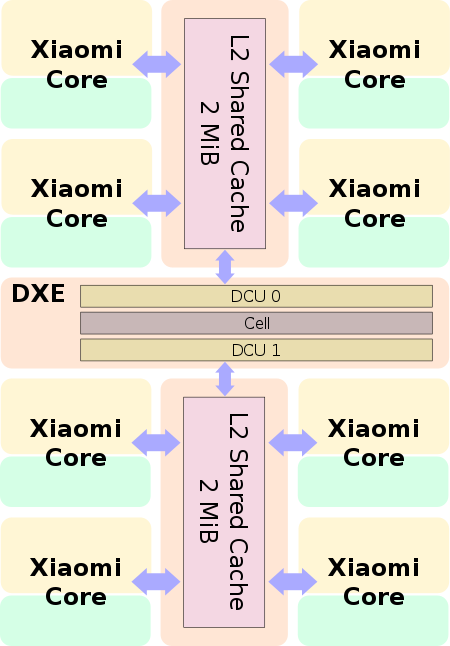 Xiaomi
Core
L2 Shared Cache
2 MiB
Xiaomi
Core
Xiaomi
Core
Xiaomi
Core
DXE
DCU 0
Cell
DCU 1
Xiaomi
Core
L2 Shared Cache
2 MiB
Xiaomi
Core
Xiaomi
Core
Xiaomi
Core